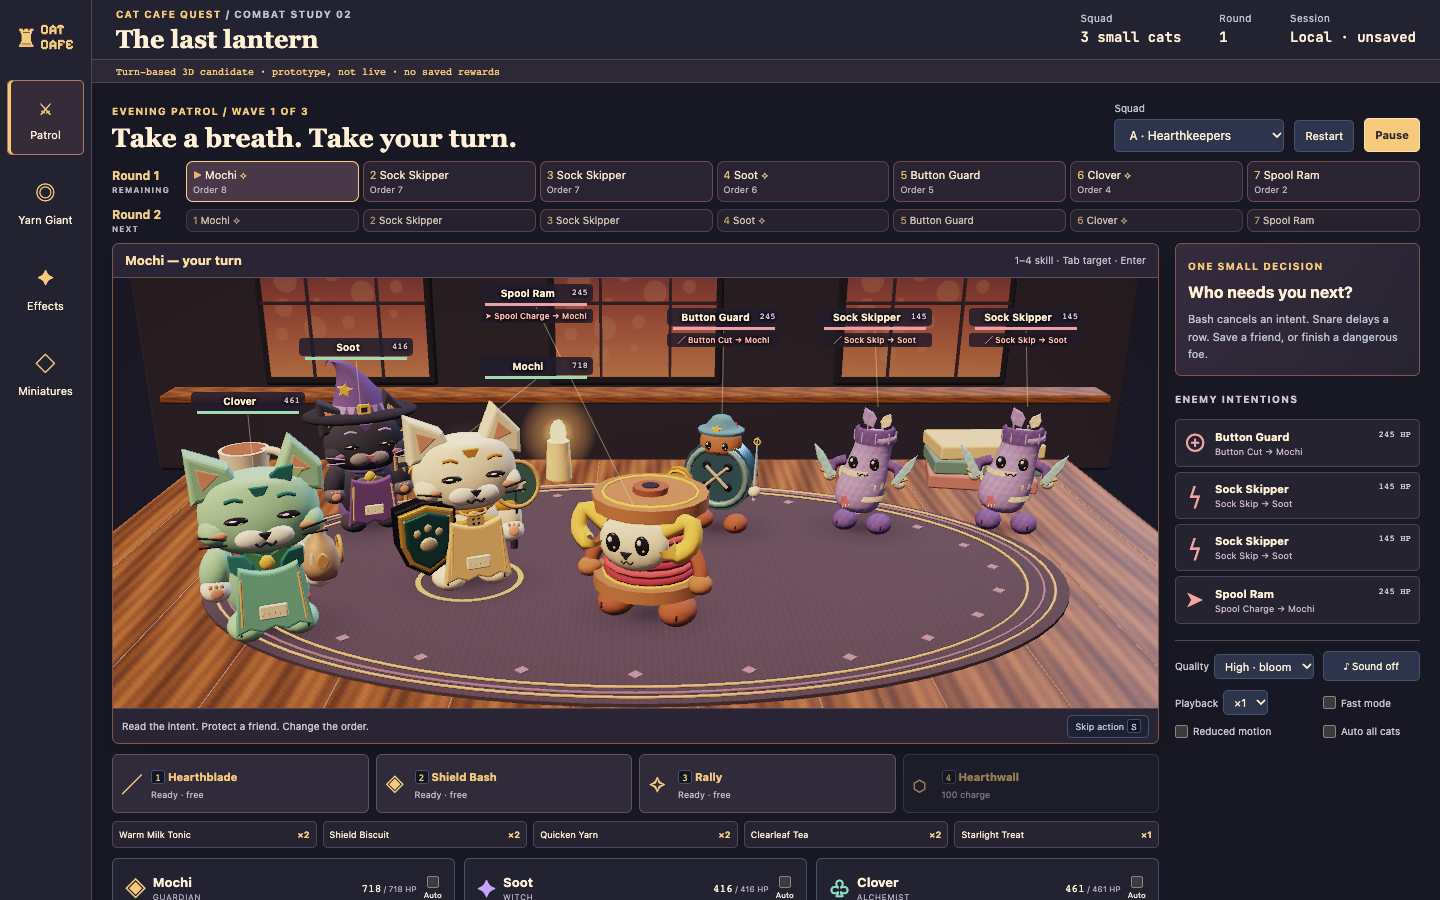 CAT CAFE
CAT CAFE QUEST / COMBAT STUDY 02
The last lantern
Squad
3 small cats
Round
1
Session
Local · unsaved
Turn-based 3D candidate · prototype, not live · no saved rewards
Patrol
Yarn Giant
Effects
Miniatures
EVENING PATROL / WAVE 1 OF 3
Take a breath. Take your turn.
Squad
A · Hearthkeepers
Restart
Pause
Round 1
REMAINING
Mochi
Order 8
2 Sock Skipper
Order 7
3 Sock Skipper
Order 7
4 Soot
Order 6
5 Button Guard
Order 5
6 Clover
Order 4
7 Spool Ram
Order 2
Round 2
NEXT
1 Mochi
2 Sock Skipper
3 Sock Skipper
4 Soot
5 Button Guard
6 Clover
7 Spool Ram
Mochi — your turn
1–4 skill · Tab target · Enter
Spool Ram 245
Spool Charge → Mochi
Button Guard 245
Button Cut → Mochi
Sock Skipper 145
Sock Skip → Soot
Sock Skipper 145
Sock Skip → Soot
Soot 416
Mochi 718
Clover 461
Read the intent. Protect a friend. Change the order.
Skip action S
ONE SMALL DECISION
Who needs you next?
Bash cancels an intent. Snare delays a
row. Save a friend, or finish a dangerous
foe.
ENEMY INTENTIONS
Button Guard 245 HP
Button Cut → Mochi
Sock Skipper 145 HP
Sock Skip → Soot
Sock Skipper 145 HP
Sock Skip → Soot
Spool Ram 245 HP
Spool Charge → Mochi
Quality High · bloom
♪ Sound off
Playback ×1
Fast mode
Reduced motion
Auto all cats
1 Hearthblade
Ready · free
2 Shield Bash
Ready · free
3 Rally
Ready · free
4 Hearthwall
100 charge
Warm Milk Tonic ×2
Shield Biscuit ×2
Quicken Yarn ×2
Clearleaf Tea ×2
Starlight Treat ×1
Mochi
GUARDIAN
718 / 718 HP
Auto
Soot
WITCH
416 / 416 HP
Auto
Clover
ALCHEMIST
461 / 461 HP
Auto